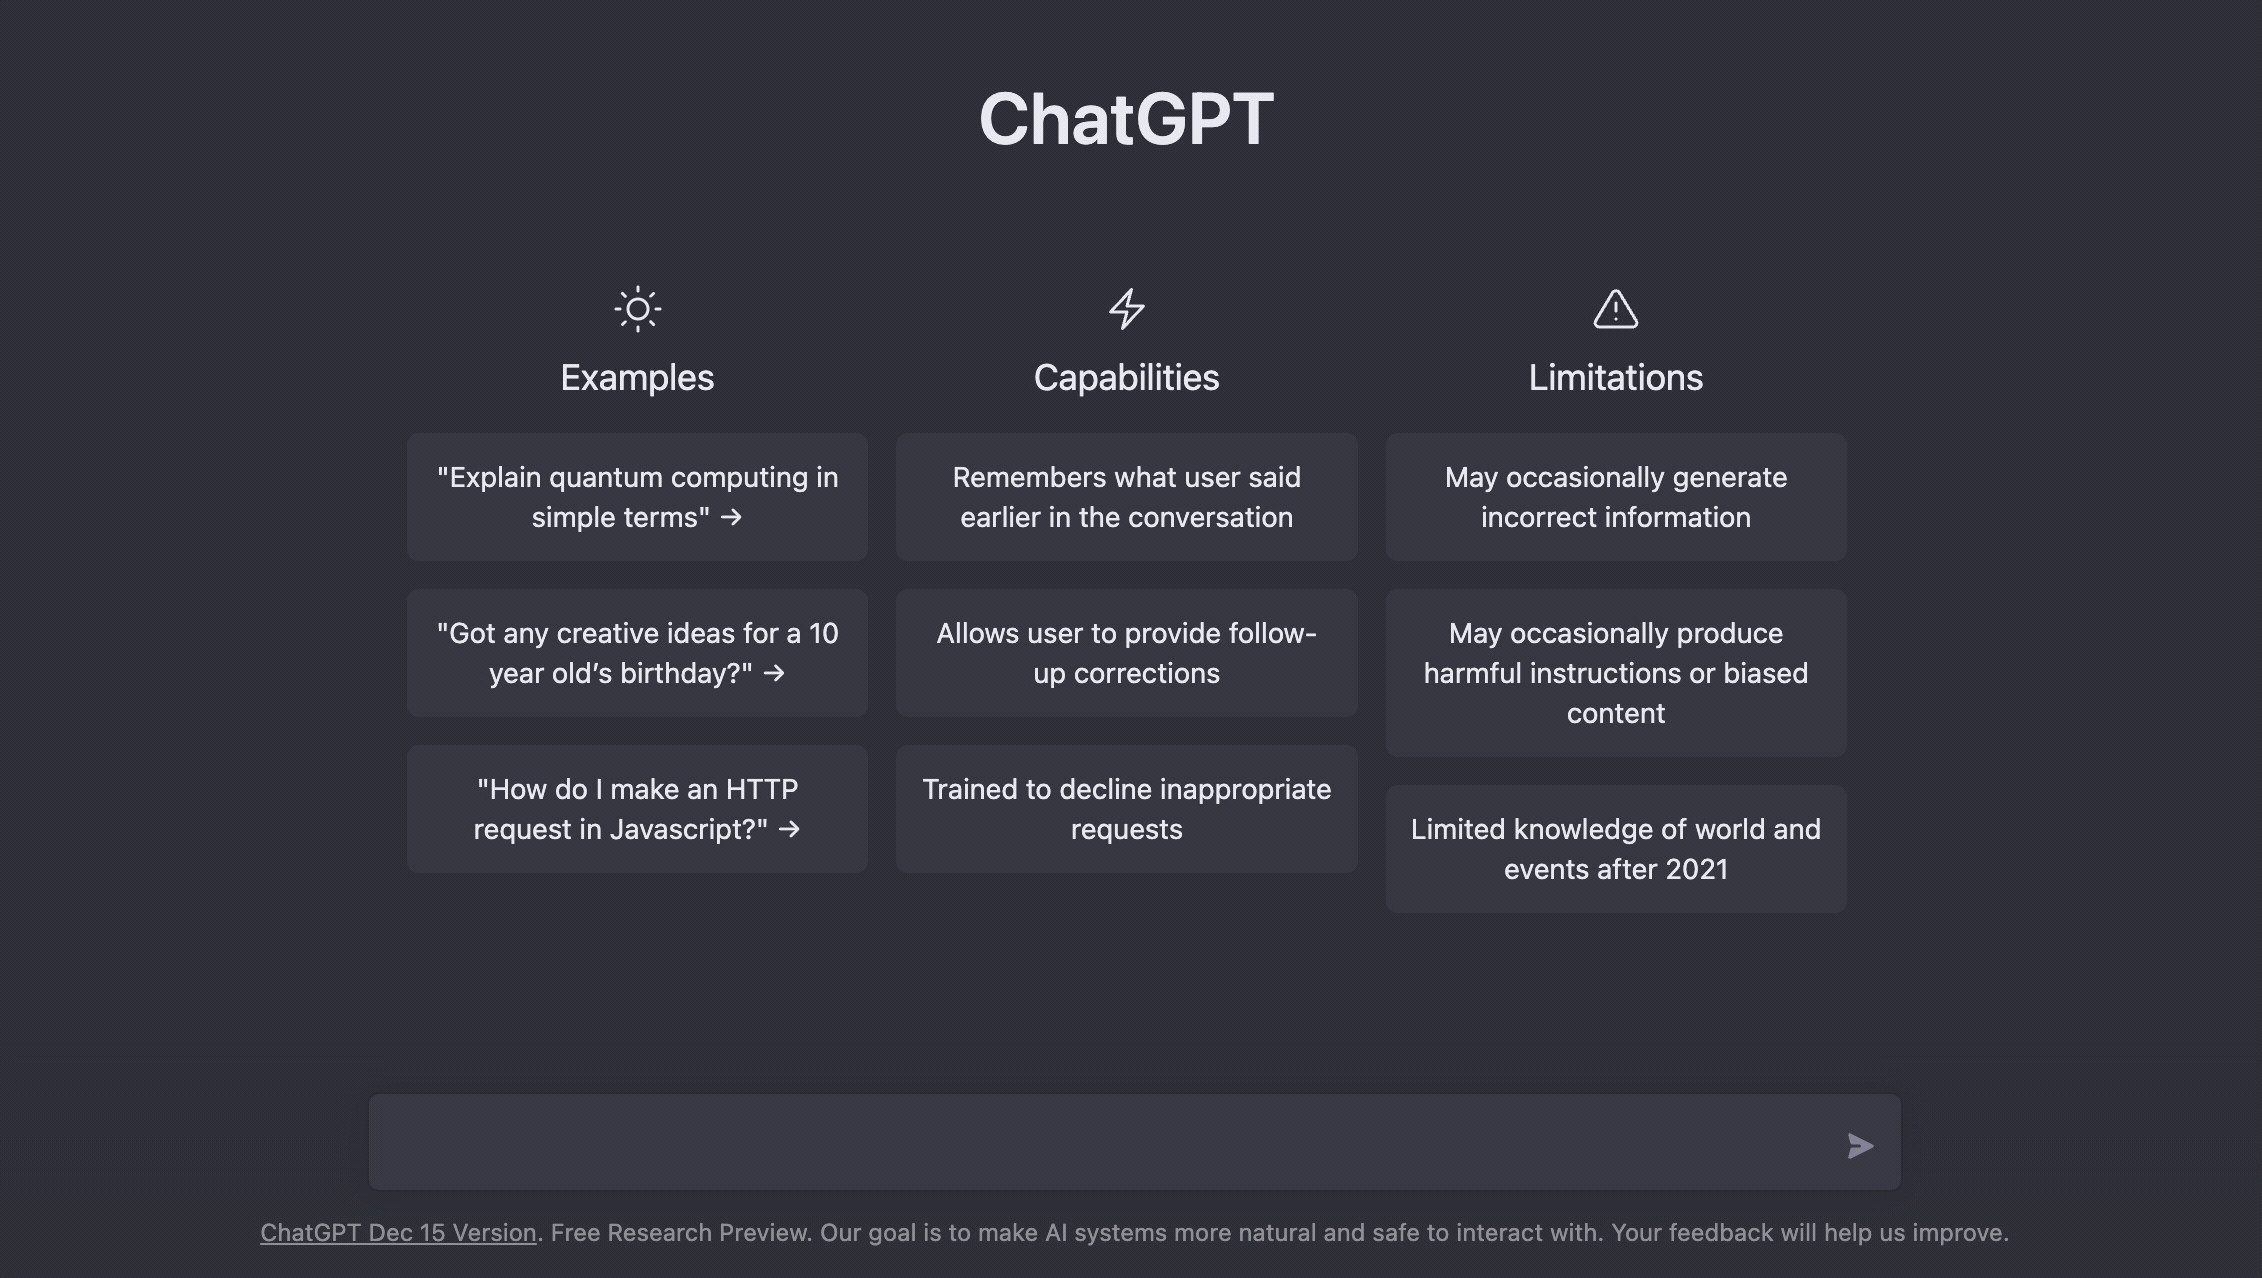 ChatGPT
Examples
"Explain quantum computing in
simple terms" →
"Got any creative ideas for a 10
year old’s birthday?" →
"How do I make an HTTP
request in Javascript?" →
Capabilities
Remembers what user said
earlier in the conversation
Allows user to provide follow-
up corrections
Trained to decline inappropriate
requests
Limitations
May occasionally generate
incorrect information
May occasionally produce
harmful instructions or biased
content
Limited knowledge of world and
events after 2021
ChatGPT Dec 15 Version. Free Research Preview. Our goal is to make AI systems more natural and safe to interact with. Your feedback will help us improve.